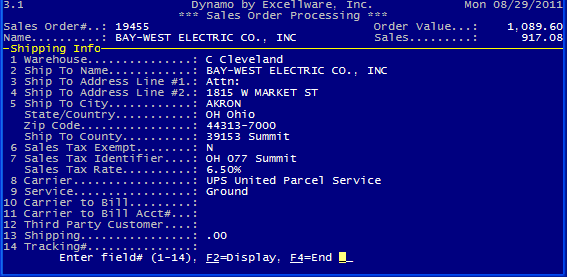 3.1 Dynamo by Excellware, Inc. Mon 08/29/2011
*** Sales Order Processing ***
Sales Order#..: 19455 Order Value....: 1,089.60
Name..........: BAY-WEST ELECTRIC CO., INC Sales.........: 917.08
Shipping Info
1 Warehouse...............: C Cleveland
2 Ship To Name............: BAY-WEST ELECTRIC CO., INC
3 Ship To Address Line #1.: Attn:
4 Ship To Address Line #2.: 1815 W MARKET ST
5 Ship To City............: AKRON
State/Country...........: OH Ohio
Zip Code................: 44313-7000
Ship To County..........: 39153 Summit
6 Sales Tax Exempt........: N
7 Sales Tax Identifier....: OH 077 Summit
Sales Tax Rate..........: 6.50%
8 Carrier.................: UPS United Parcel Service
9 Service.................: Ground
10 Carrier to Bill.........:
11 Carrier to Bill Acct#...:
12 Third Party Customer....:
13 Shipping................: .00
14 Tracking#...............:
Enter field# (1-14), F2=Display, F4=End